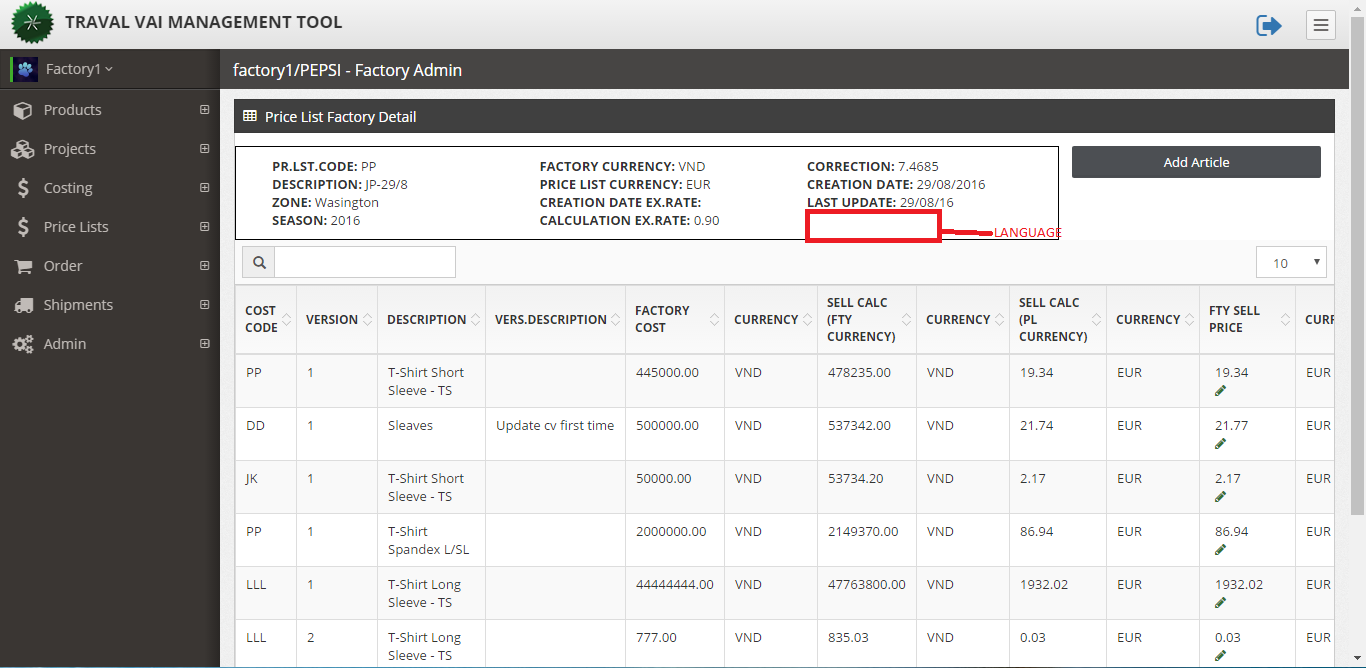 TRAVAL VAI MANAGEMENT TOOL
Factory1
factory1/PEPSI - Factory Admin
Products
Projects
Costing
Price Lists
Order
Shipments
Admin
Price List Factory Detail
PR.LST.CODE: PP
DESCRIPTION: JP-29/8
ZONE: Wasington
SEASON: 2016
FACTORY CURRENCY: VND
PRICE LIST CURRENCY: EUR
CREATION DATE EX.RATE:
CALCULATION EX.RATE: 0.90
CORRECTION: 7.4685
CREATION DATE: 29/08/2016
LAST UPDATE: 29/08/16
LANGUAGE
Add Article
10
COST CODE VERSION DESCRIPTION VERS.DESCRIPTION FACTORY COST CURRENCY SELL CALC (FTY CURRENCY) CURRENCY SELL CALC (PL CURRENCY) CURRENCY FTY SELL PRICE CURR
PP 1 T-Shirt Short Sleeve - TS 445000.00 VND 478235.00 VND 19.34 EUR 19.34 EUR
DD 1 Sleaves Update cv first time 500000.00 VND 537342.00 VND 21.74 EUR 21.77 EUR
JK 1 T-Shirt Short Sleeve - TS 50000.00 VND 53734.20 VND 2.17 EUR 2.17 EUR
PP 1 T-Shirt Spandex L/SL 2000000.00 VND 2149370.00 VND 86.94 EUR 86.94 EUR
LLL 1 T-Shirt Long Sleeve - TS 44444444.00 VND 47763800.00 VND 1932.02 EUR 1932.02 EUR
LLL 2 T-Shirt Long Sleeve - TS 777.00 VND 835.03 VND 0.03 EUR 0.03 EUR